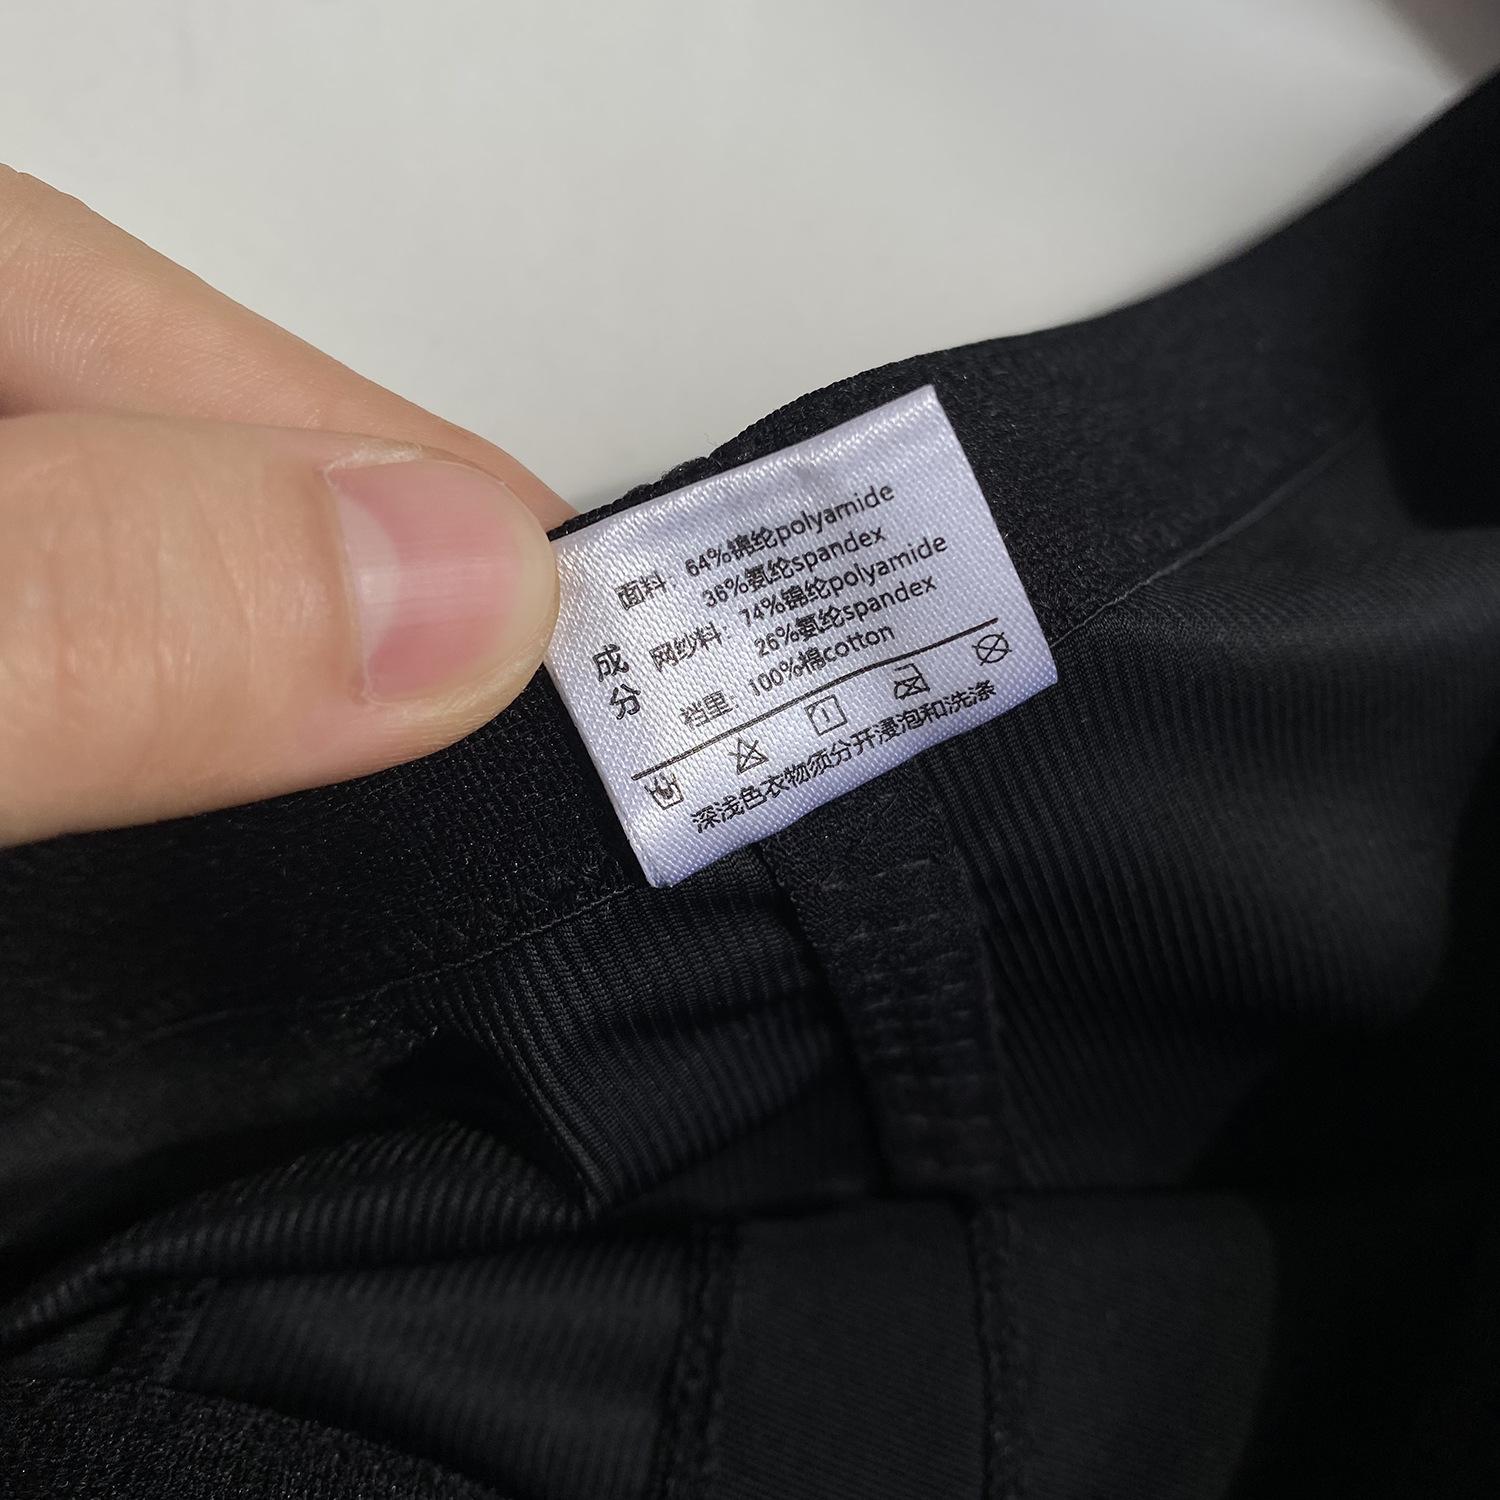 成分
面料：64%锦纶polyamide
36%氨纶spandex
网纱料：74%锦纶polyamide
26%氨纶spandex
裆里：100%棉cotton
深浅色衣物须分开浸泡和洗涤